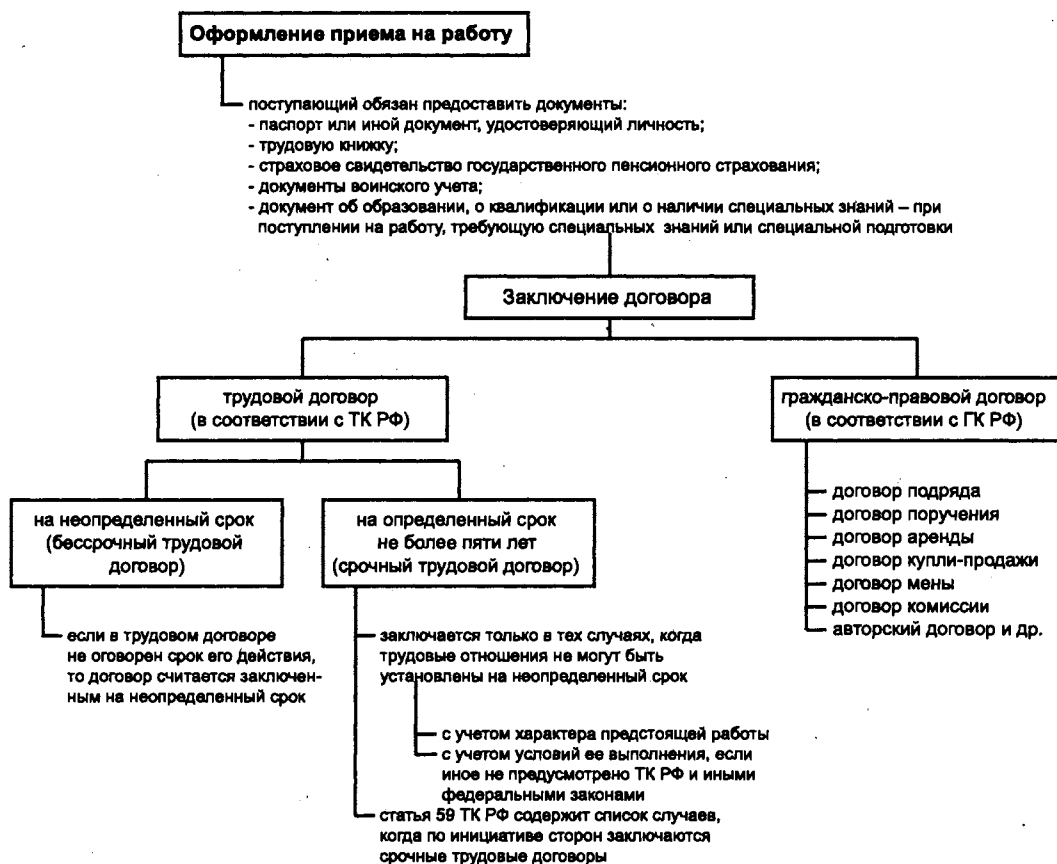 Оформление приема на работу
поступающий обязан предоставить документы:
- паспорт или иной документ, удостоверяющий личность;
- трудовую книжку;
- страховое свидетельство государственного пенсионного страхования;
- документы воинского учета;
- документ об образовании, о квалификации или о наличии специальных знаний – при
поступлении на работу, требующую специальных знаний или специальной подготовки
Заключение договора
трудовой договор
(в соответствии с ТК РФ)
гражданско-правовой договор
(в соответствии с ГК РФ)
на неопределенный срок
(бессрочный трудовой
договор)
на определенный срок
не более пяти лет
(срочный трудовой договор)
договор подряда
договор поручения
договор аренды
договор купли-продажи
договор мены
договор комиссии
авторский договор и др.
если в трудовом договоре
не оговорен срок его действия,
то договор считается заключен-
ным на неопределенный срок
заключается только в тех случаях, когда
трудовые отношения не могут быть
установлены на неопределенный срок
с учетом характера предстоящей работы
с учетом условий ее выполнения, если
иное не предусмотрено ТК РФ и иными
федеральными законами
статья 59 ТК РФ содержит список случаев,
когда по инициативе сторон заключаются
срочные трудовые договоры